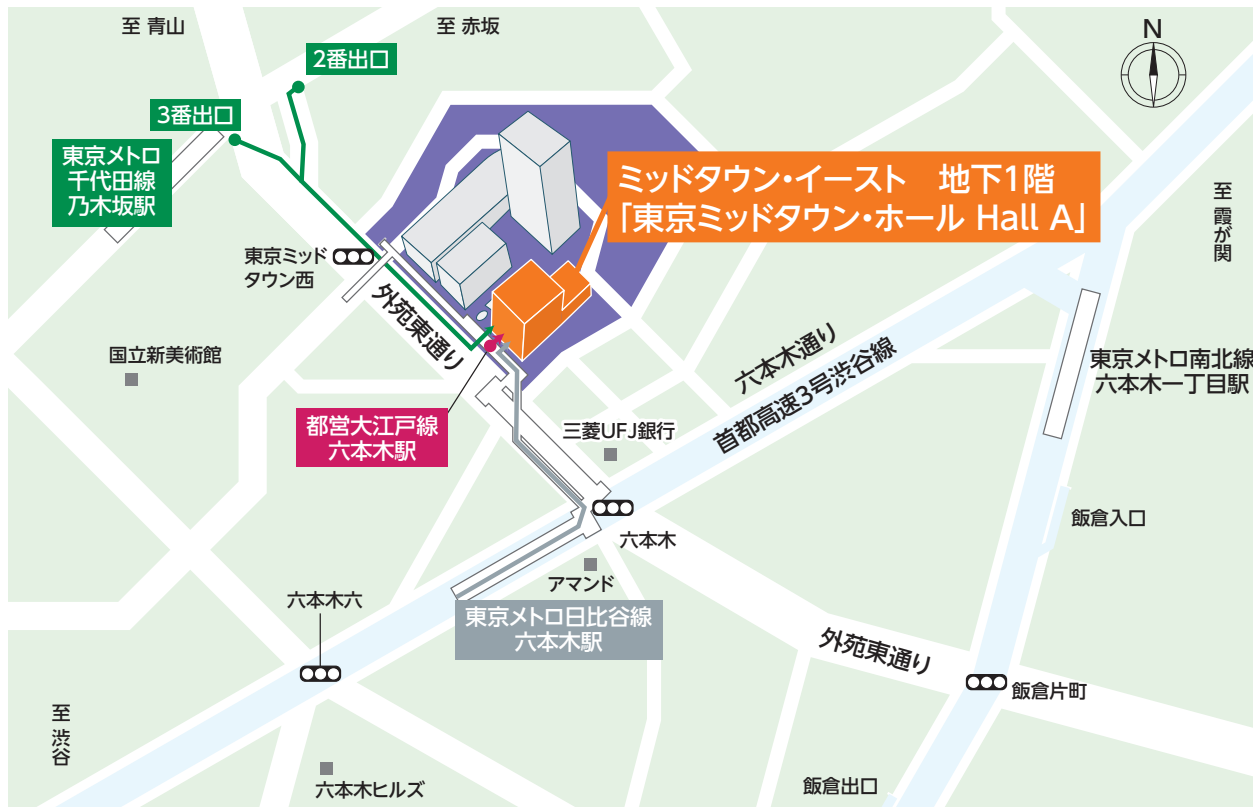 至 青山
至 赤坂
N
2番出口
3番出口
東京メトロ
千代田線
乃木坂駅
ミッドタウン・イースト 地下1階
「東京ミッドタウン・ホール Hall A」
至 霞が関
東京ミッド
タウン西
外苑東通り
国立新美術館
六本木通り
首都高速3号渋谷線
東京メトロ南北線
六本木一丁目駅
都営大江戸線
六本木駅
三菱UFJ銀行
飯倉入口
六本木
アマンド
六本木六
東京メトロ日比谷線
六本木駅
外苑東通り
飯倉片町
至 渋谷
六本木ヒルズ
飯倉出口